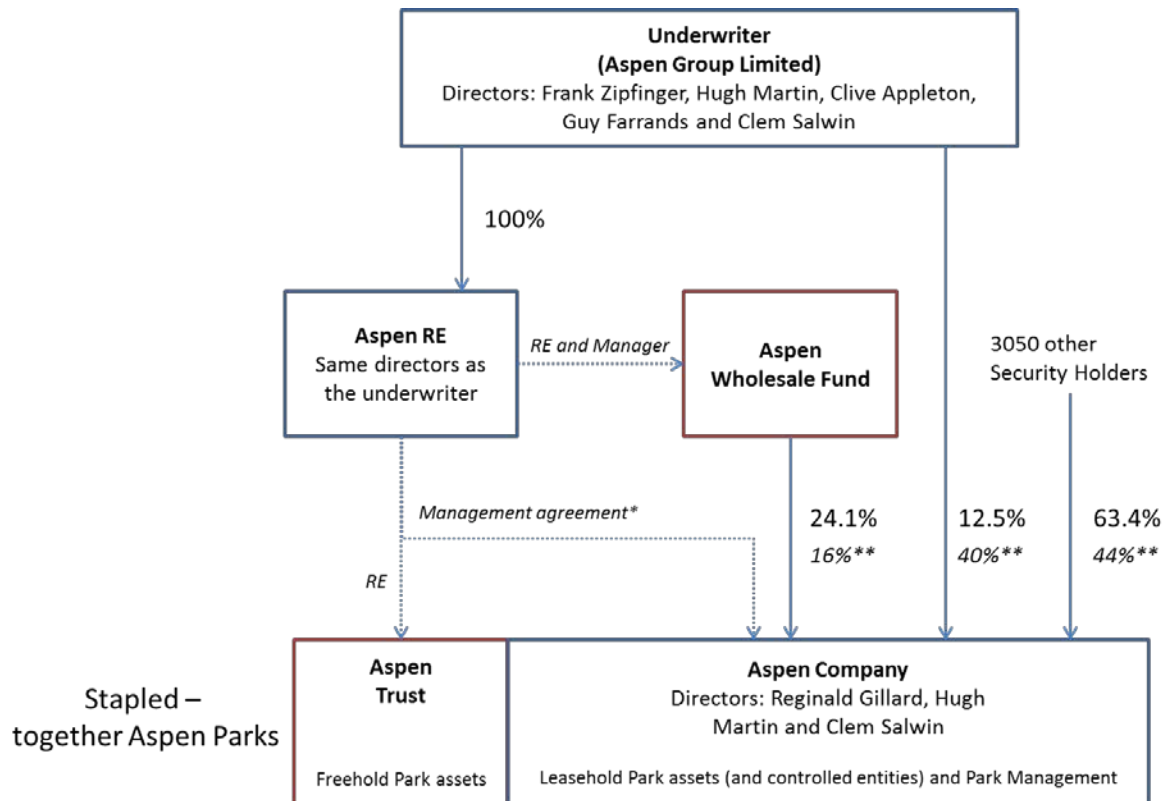 Underwriter
(Aspen Group Limited)
Directors: Frank Zipfinger, Hugh Martin, Clive Appleton,
Guy Farrands and Clem Salwin
100%
Aspen RE
Same directors as
the underwriter
RE and Manager
Aspen
Wholesale Fund
3050 other
Security Holders
Management agreement*
RE
24.1%
16%**
12.5%
40%**
63.4%
44%**
Stapled –
together Aspen Parks
Aspen
Trust
Freehold Park assets
Aspen Company
Directors: Reginald Gillard, Hugh
Martin and Clem Salwin
Leasehold Park assets (and controlled entities) and Park Management